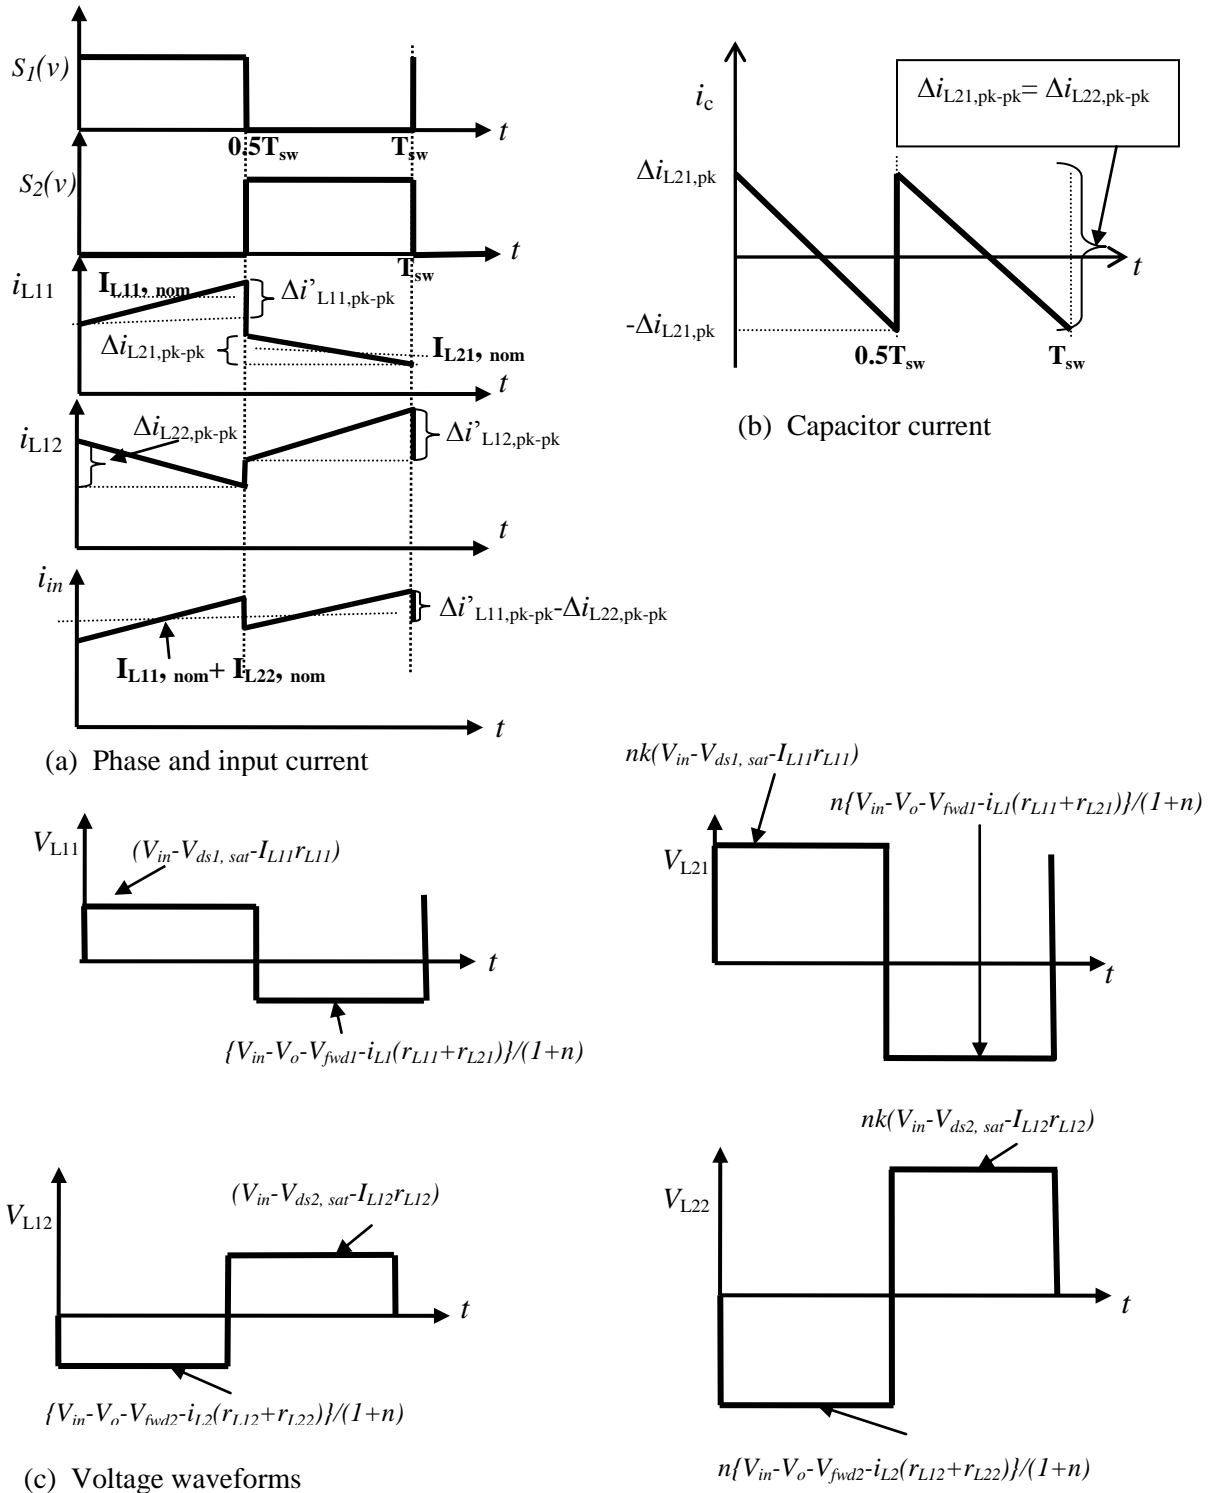 S1(v)
t
0.5Tsw
Tsw
S2(v)
t
Tsw
iL11
IL11, nom
Δi’L11,pk-pk
ΔiL21,pk-pk
IL21, nom
t
iL12
ΔiL22,pk-pk
Δi’L12,pk-pk
t
iin
Δi’L11,pk-pk-ΔiL22,pk-pk
IL11, nom+ IL22, nom
t
(a) Phase and input current
ic
ΔiL21,pk-pk= ΔiL22,pk-pk
ΔiL21,pk
t
-ΔiL21,pk
0.5Tsw
Tsw
(b) Capacitor current
VL11
(Vin-Vds1, sat-IL11rL11)
t
{Vin-Vo-Vfwd1-iL1(rL11+rL21)}/(1+n)
nk(Vin-Vds1, sat-IL11rL11)
n{Vin-Vo-Vfwd1-iL1(rL11+rL21)}/(1+n)
VL21
t
VL12
(Vin-Vds2, sat-IL12rL12)
t
{Vin-Vo-Vfwd2-iL2(rL12+rL22)}/(1+n)
nk(Vin-Vds2, sat-IL12rL12)
VL22
t
n{Vin-Vo-Vfwd2-iL2(rL12+rL22)}/(1+n)
(c) Voltage waveforms